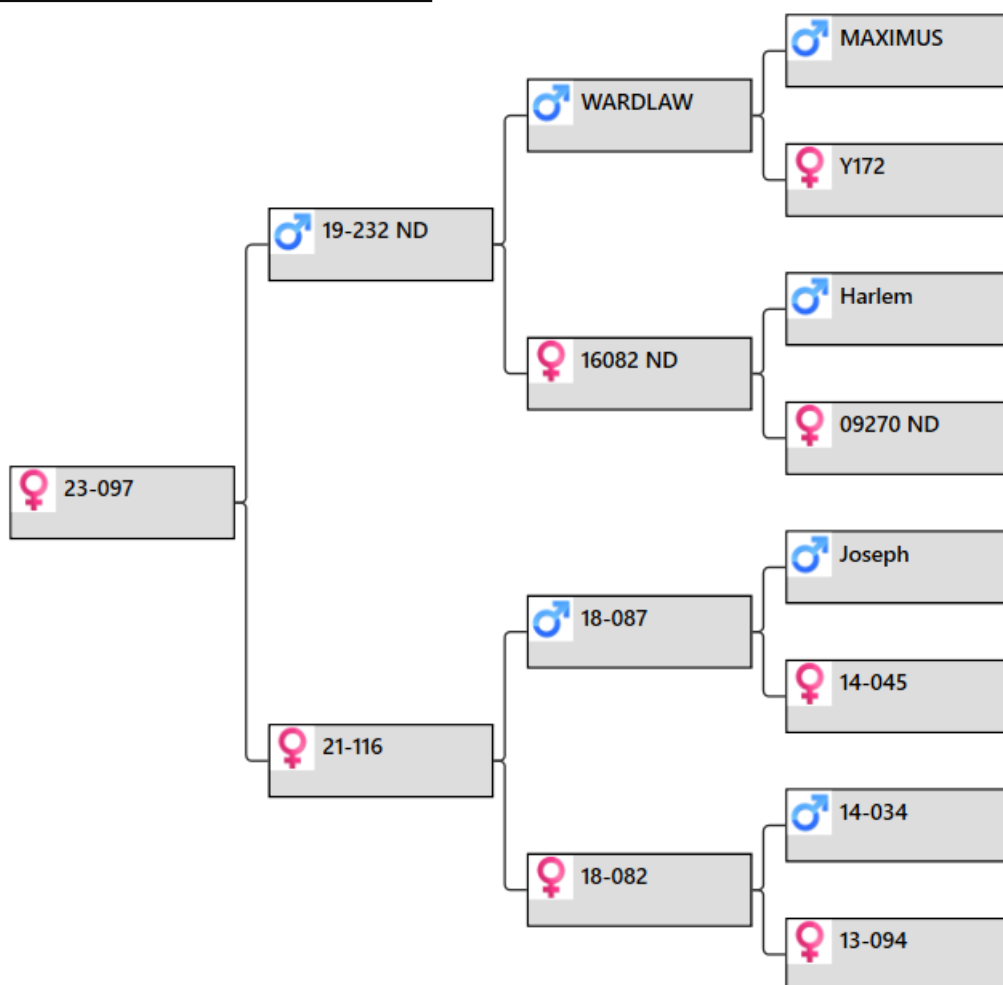 MAXIMUS
WARDLAW
Y172
19-232 ND
Harlem
16082 ND
09270 ND
23-097
Joseph
18-087
14-045
21-116
14-034
18-082
13-094